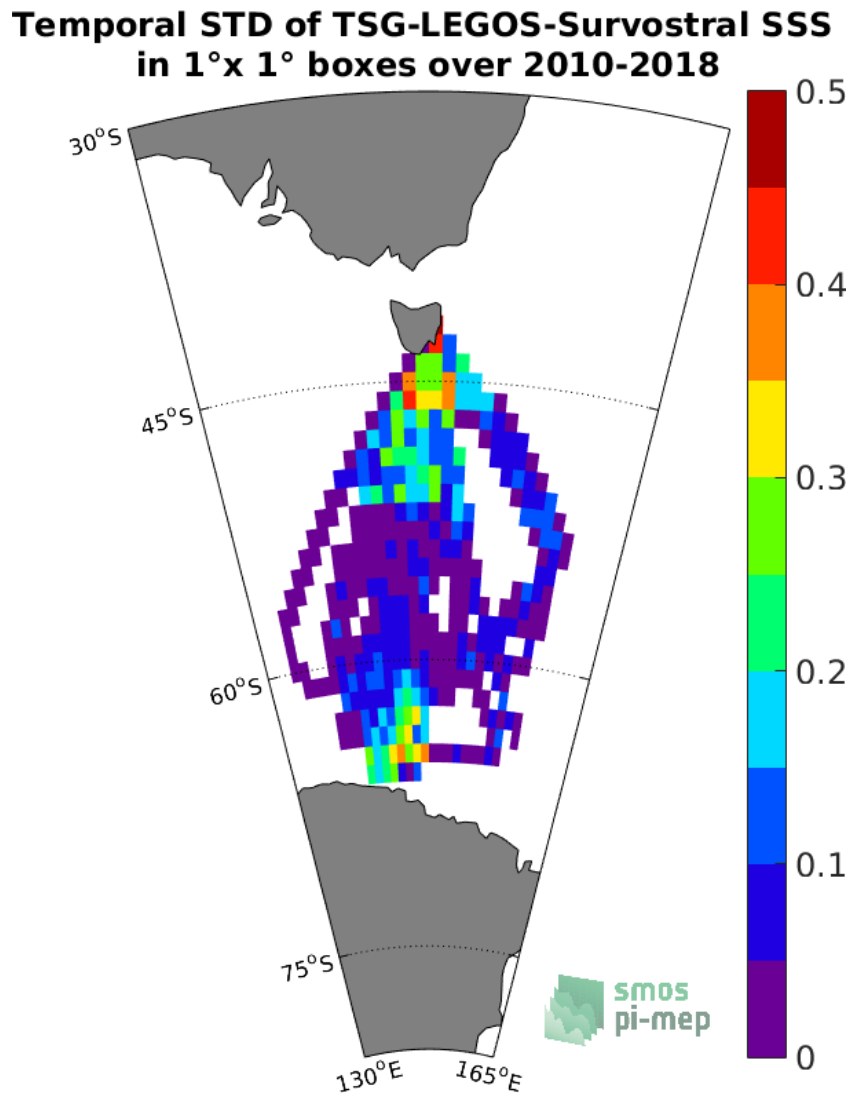 Temporal STD of TSG-LEGOS-Survostral SSS
in 1°x 1° boxes over 2010-2018
0.5
30°S
0.4
45°S
0.3
0.2
60°S
0.1
75°S
smos
pi-mep
0
130°E
165°E